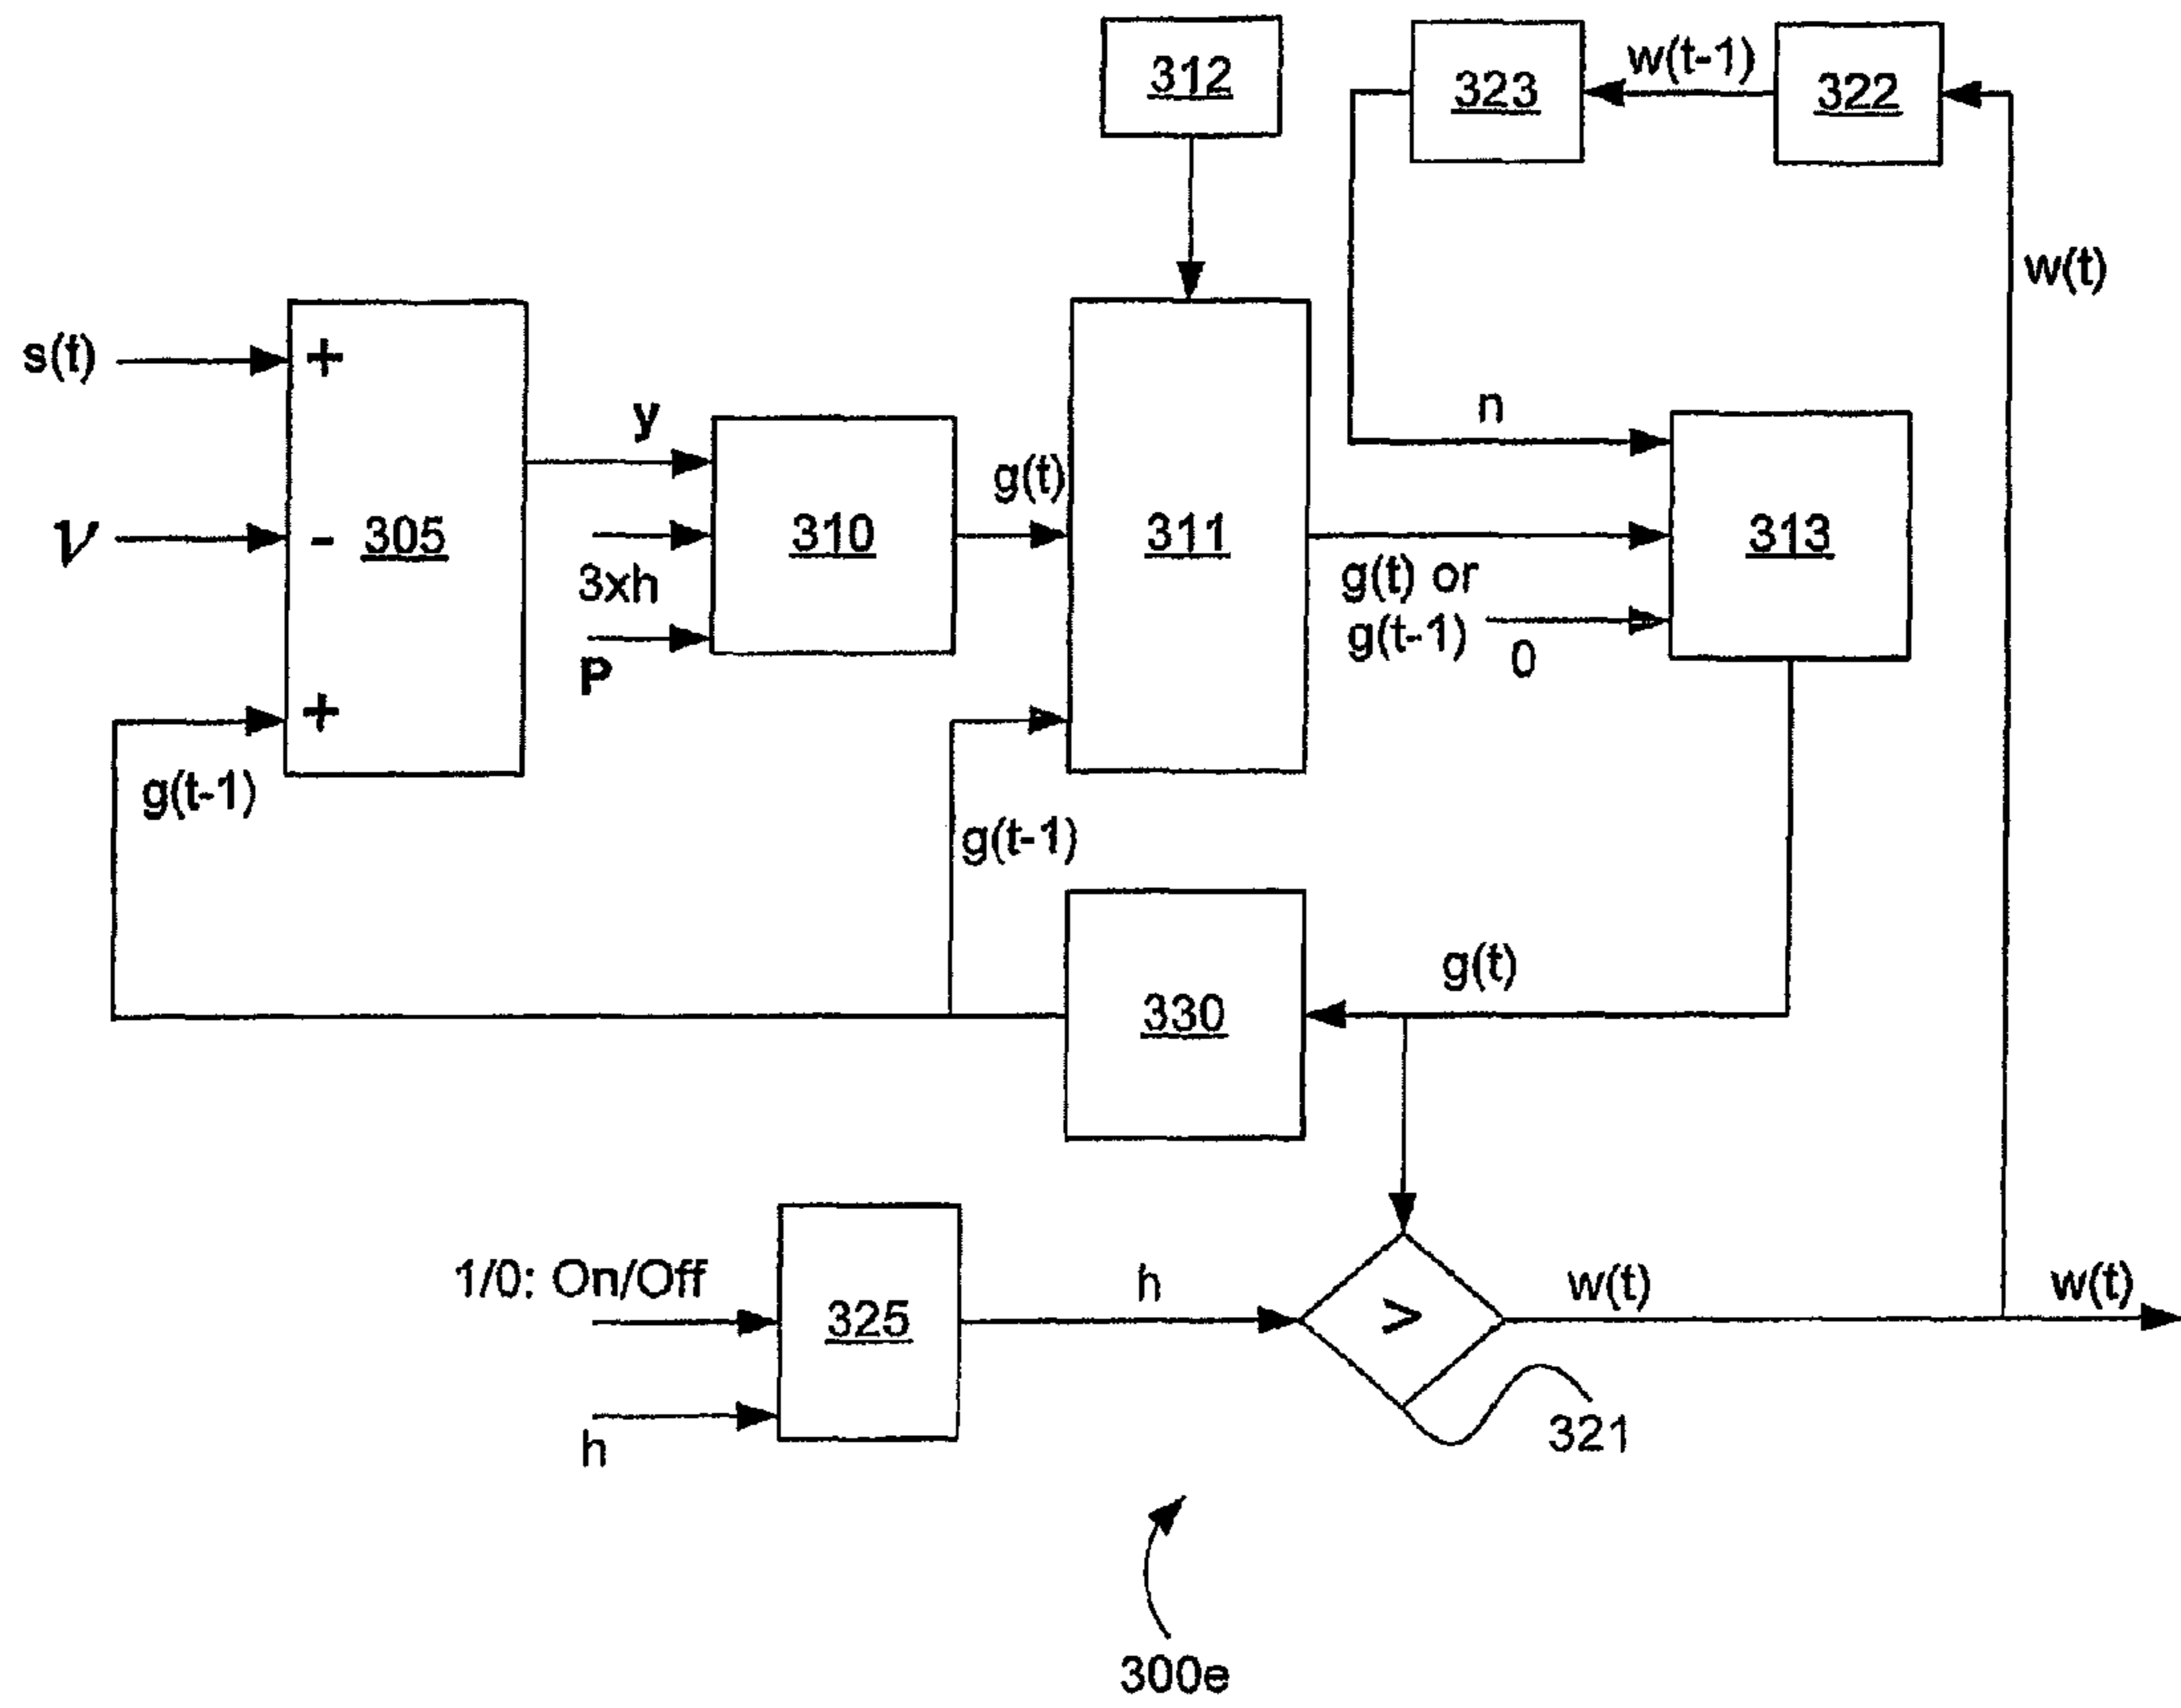 312
323
w(t-1)
322
w(t)
s(t)
+
y
n
g(t)
ν
-
305
310
311
313
3xh
g(t) or
g(t-1)
P
0
+
g(t-1)
g(t-1)
g(t)
330
1/0: On/Off
h
w(t)
w(t)
325
>
h
321
300e